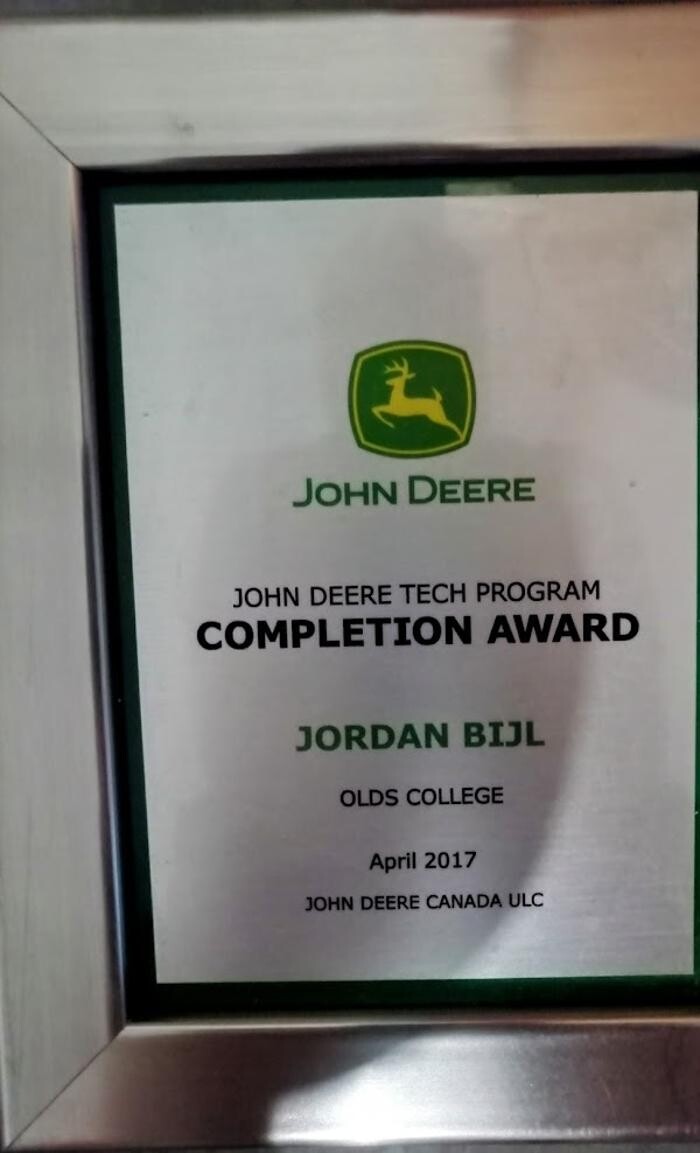 JOHN DEERE
JOHN DEERE TECH PROGRAM
COMPLETION AWARD
JORDAN BIJL
OLDS COLLEGE
April 2017
JOHN DEERE CANADA ULC